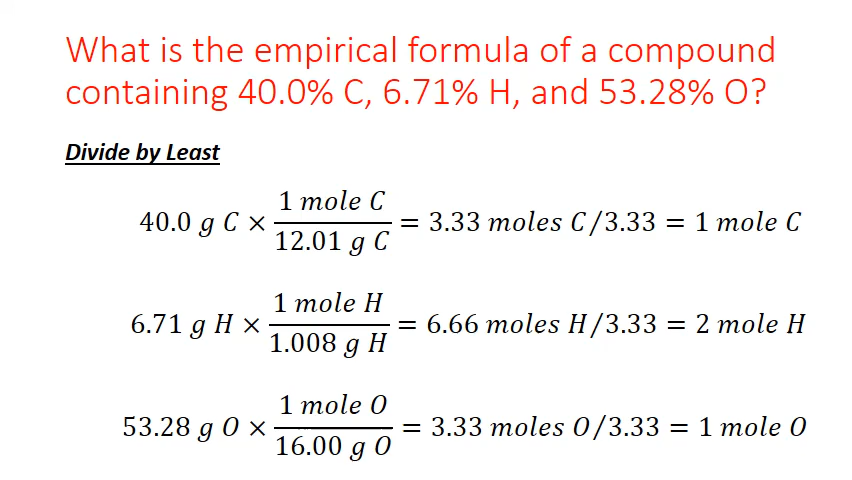 What is the empirical formula of a compound
containing 40.0% C, 6.71% H, and 53.28% O?
Divide by Least
40.0 g C × 1 mole C / 12.01 g C = 3.33 moles C/3.33 = 1 mole C
6.71 g H × 1 mole H / 1.008 g H = 6.66 moles H/3.33 = 2 mole H
53.28 g O × 1 mole O / 16.00 g O = 3.33 moles O/3.33 = 1 mole O